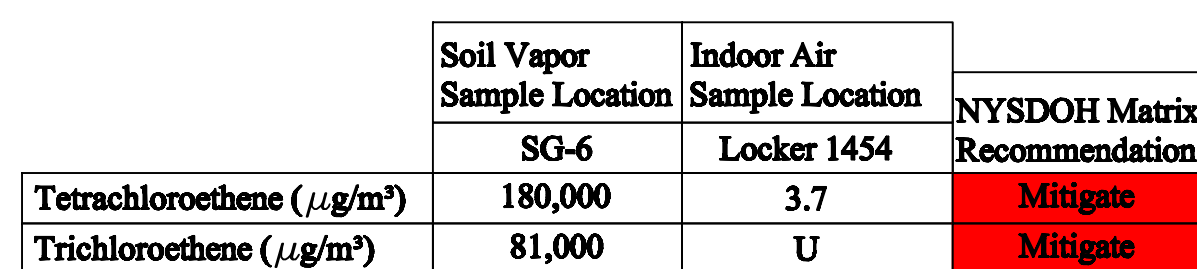 Soil Vapor
Sample Location
Indoor Air
Sample Location
NYSDOH Matrix
Recommendation
SG-6
Locker 1454
Tetrachloroethene (μg/m³) 180,000 3.7 Mitigate
Trichloroethene (μg/m³) 81,000 U Mitigate